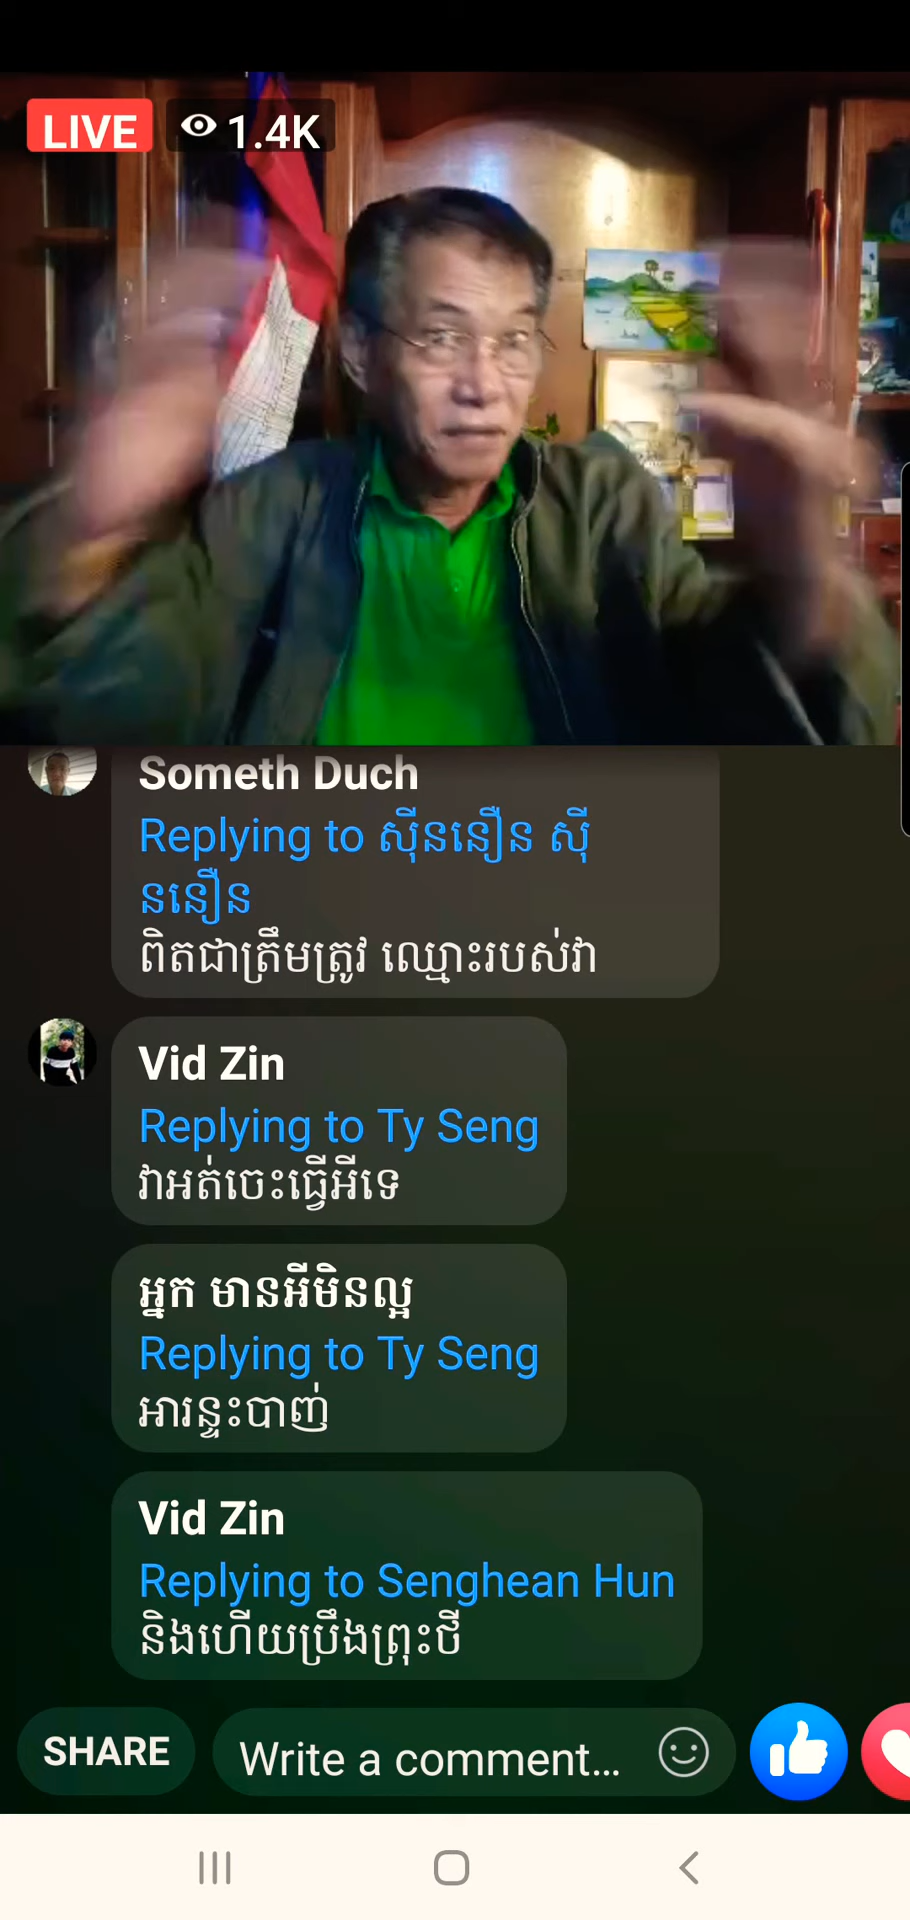 LIVE 1.4K
Someth Duch
Replying to ស៊ីននឿន ស៊ី
ននឿន
ពិតជាត្រឹមត្រូវ ឈ្មោះរបស់វា
Vid Zin
Replying to Ty Seng
វាអត់ចេះធ្វើអីទេ
អ្នក មានអីមិនល្អ
Replying to Ty Seng
អារន្ទះបាញ់
Vid Zin
Replying to Senghean Hun
និងហើយប្រឹងព្រុះថី
SHARE
Write a comment...